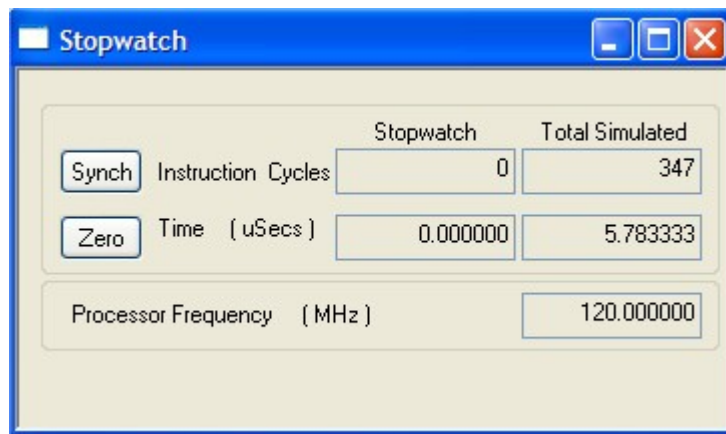 Stopwatch
Stopwatch Total Simulated
Synch Instruction Cycles 0 347
Zero Time ( uSecs ) 0.000000 5.783333
Processor Frequency ( MHz ) 120.000000